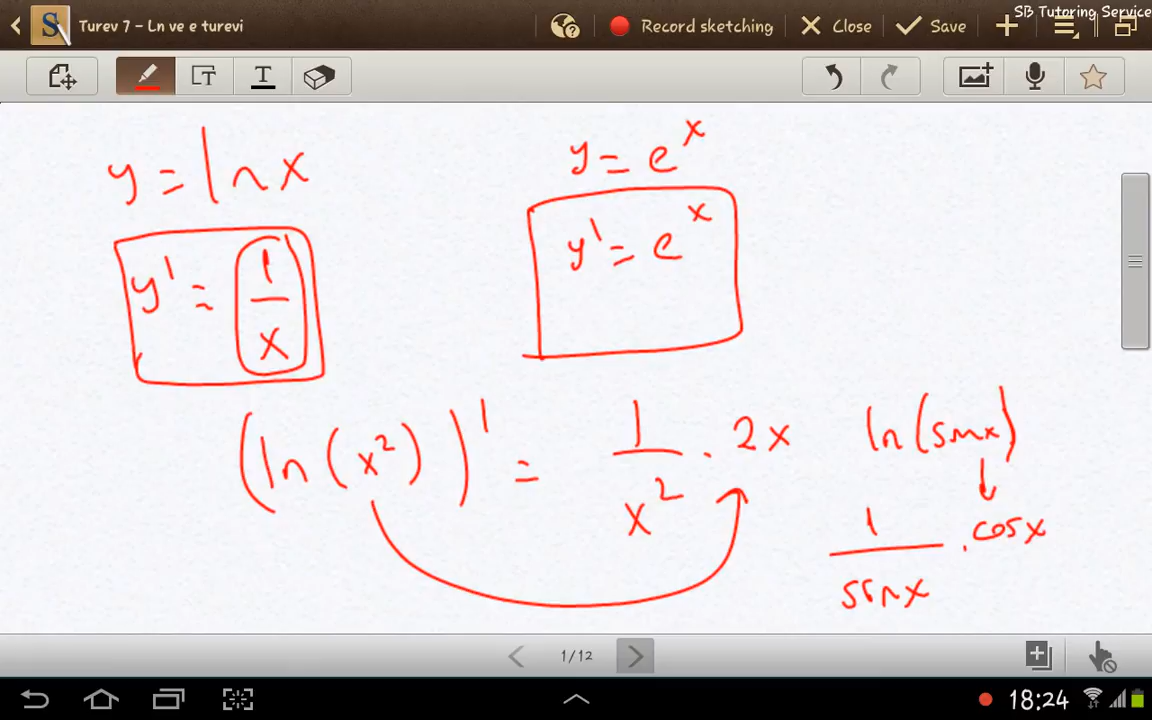 SB Tutoring Service
S Turev 7 - Ln ve e turevi
Record sketching
Close
Save
T
T
y = ln x
y' = 1/x
y = e^x
y' = e^x
(ln(x²))' = 1/x² . 2x
ln(sinx)
1/sinx . cosx
1/12
18:24